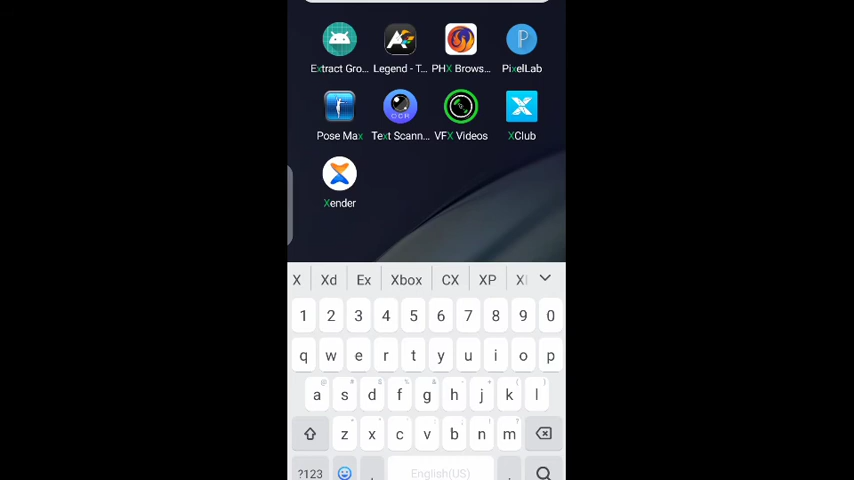 Extract Gro... Legend - T... PHX Brows... PixelLab
OCR
Pose Max Text Scann... VFX Videos XClub
Xender
X Xd Ex Xbox CX XP
1 2 3 4 5 6 7 8 9 0
q w e r t y u i o p
a s d f g h j k l
z x c v b n m
?123 , English(US) .